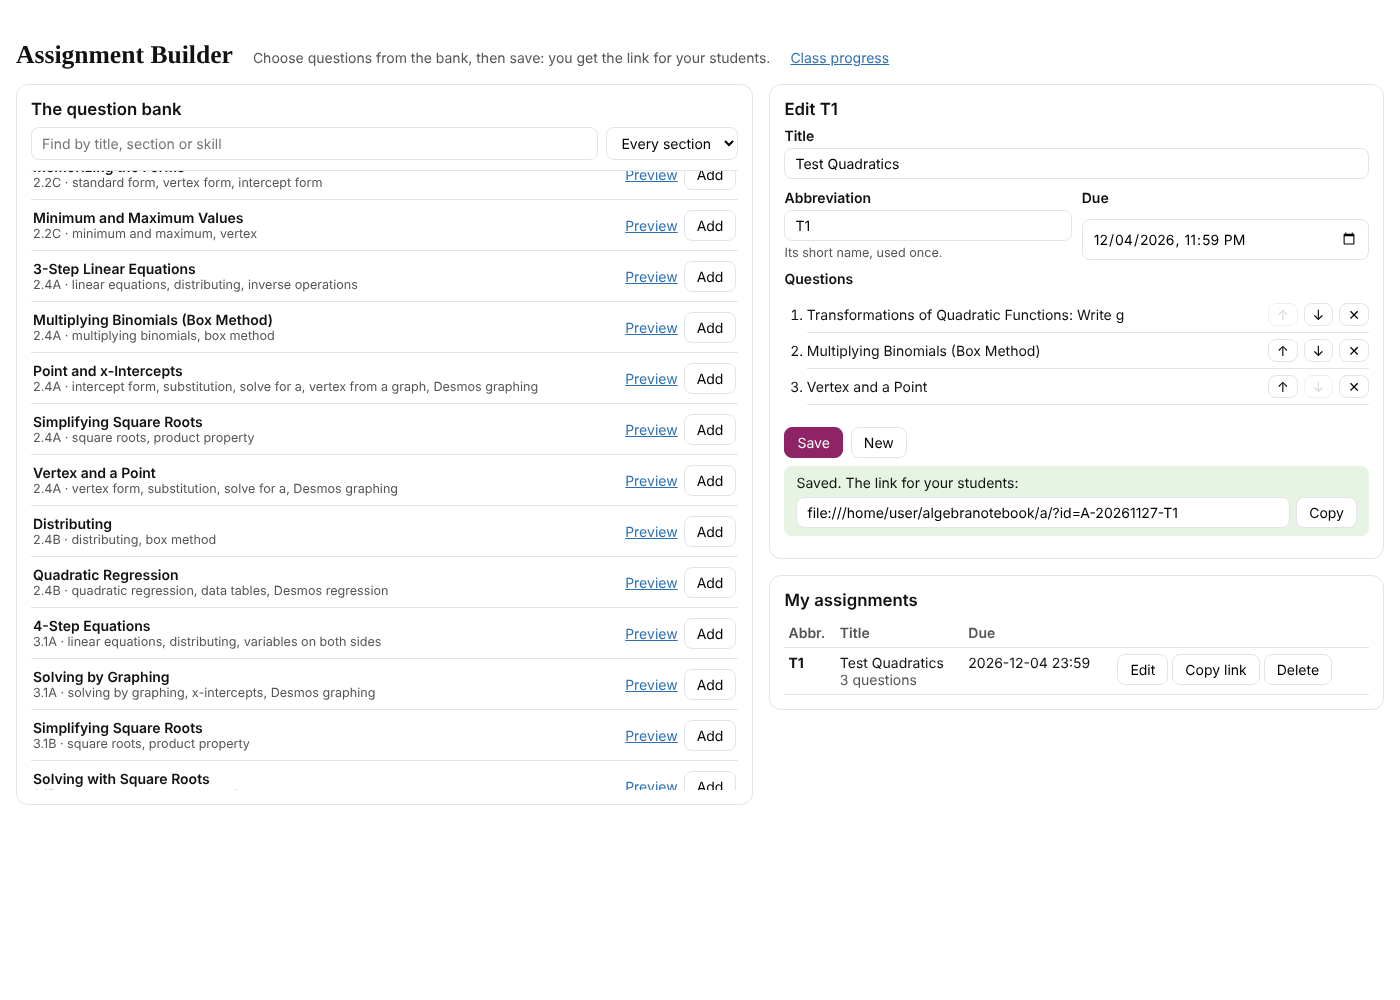 Assignment Builder
Choose questions from the bank, then save: you get the link for your students.
Class progress
The question bank
Find by title, section or skill
Every section
Memorizing the Forms
2.2C · standard form, vertex form, intercept form
Preview
Add
Minimum and Maximum Values
2.2C · minimum and maximum, vertex
Preview
Add
3-Step Linear Equations
2.4A · linear equations, distributing, inverse operations
Preview
Add
Multiplying Binomials (Box Method)
2.4A · multiplying binomials, box method
Preview
Add
Point and x-Intercepts
2.4A · intercept form, substitution, solve for a, vertex from a graph, Desmos graphing
Preview
Add
Simplifying Square Roots
2.4A · square roots, product property
Preview
Add
Vertex and a Point
2.4A · vertex form, substitution, solve for a, Desmos graphing
Preview
Add
Distributing
2.4B · distributing, box method
Preview
Add
Quadratic Regression
2.4B · quadratic regression, data tables, Desmos regression
Preview
Add
4-Step Equations
3.1A · linear equations, distributing, variables on both sides
Preview
Add
Solving by Graphing
3.1A · solving by graphing, x-intercepts, Desmos graphing
Preview
Add
Simplifying Square Roots
3.1B · square roots, product property
Preview
Add
Solving with Square Roots
Preview
Add
Edit T1
Title
Test Quadratics
Abbreviation
Due
T1
12/04/2026, 11:59 PM
Its short name, used once.
Questions
1. Transformations of Quadratic Functions: Write g
↑ ↓ ✕
2. Multiplying Binomials (Box Method)
↑ ↓ ✕
3. Vertex and a Point
↑ ↓ ✕
Save
New
Saved. The link for your students:
file:///home/user/algebranotebook/a/?id=A-20261127-T1
Copy
My assignments
Abbr. Title Due
T1 Test Quadratics 2026-12-04 23:59
3 questions
Edit
Copy link
Delete